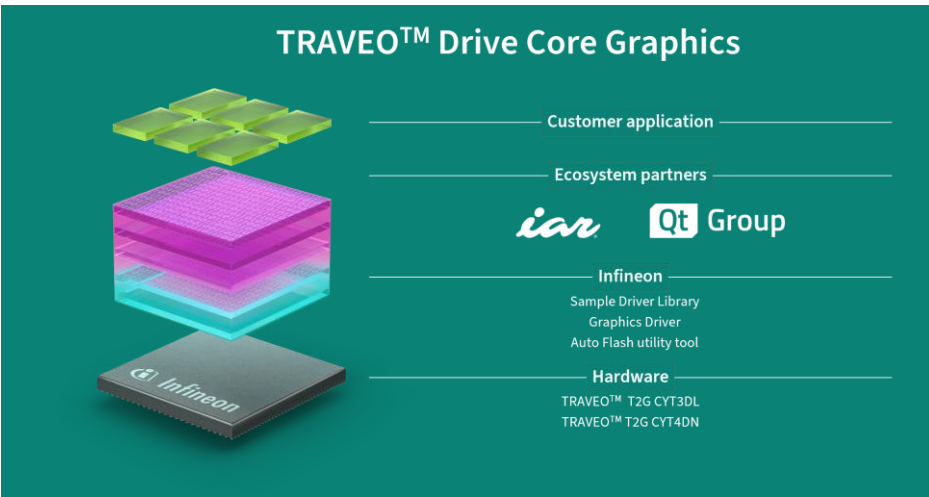 TRAVEO™ Drive Core Graphics
Customer application
Ecosystem partners
iar
Qt Group
Infineon
Sample Driver Library
Graphics Driver
Auto Flash utility tool
Hardware
TRAVEO™ T2G CYT3DL
TRAVEO™ T2G CYT4DN
Infineon